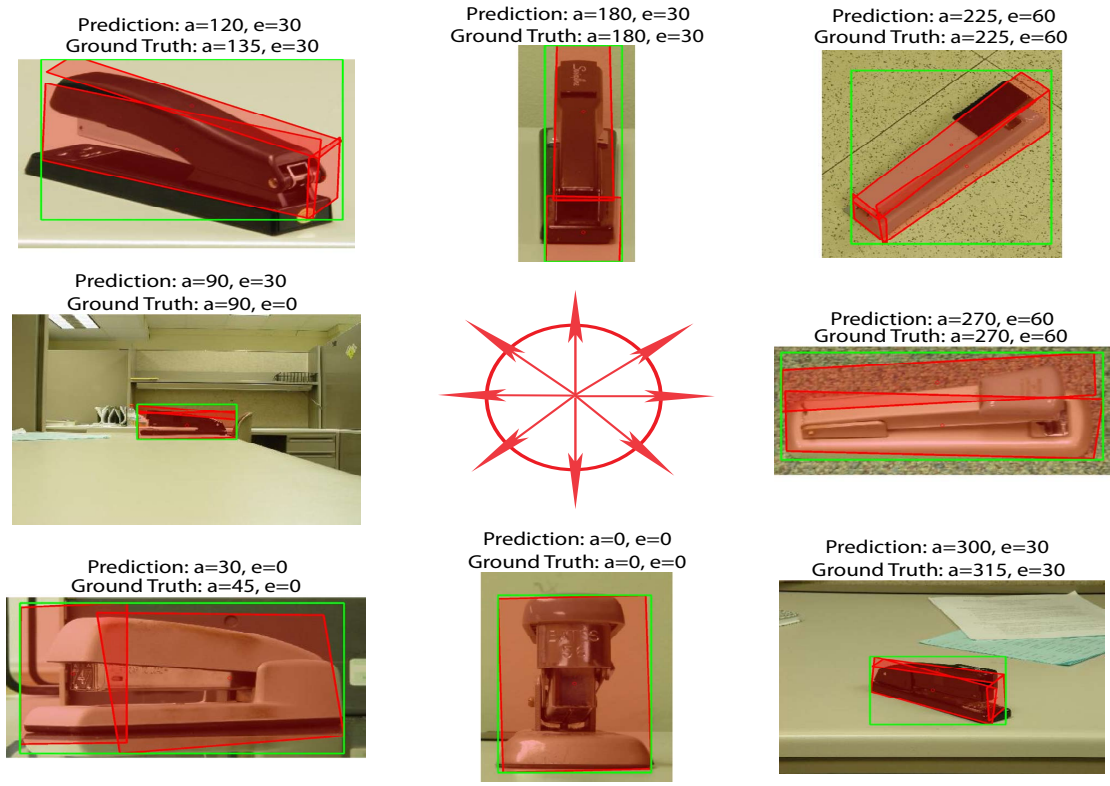 Prediction: a=120, e=30
Ground Truth: a=135, e=30
Prediction: a=180, e=30
Ground Truth: a=180, e=30
Prediction: a=225, e=60
Ground Truth: a=225, e=60
Prediction: a=90, e=30
Ground Truth: a=90, e=0
Prediction: a=270, e=60
Ground Truth: a=270, e=60
Prediction: a=30, e=0
Ground Truth: a=45, e=0
Prediction: a=0, e=0
Ground Truth: a=0, e=0
Prediction: a=300, e=30
Ground Truth: a=315, e=30